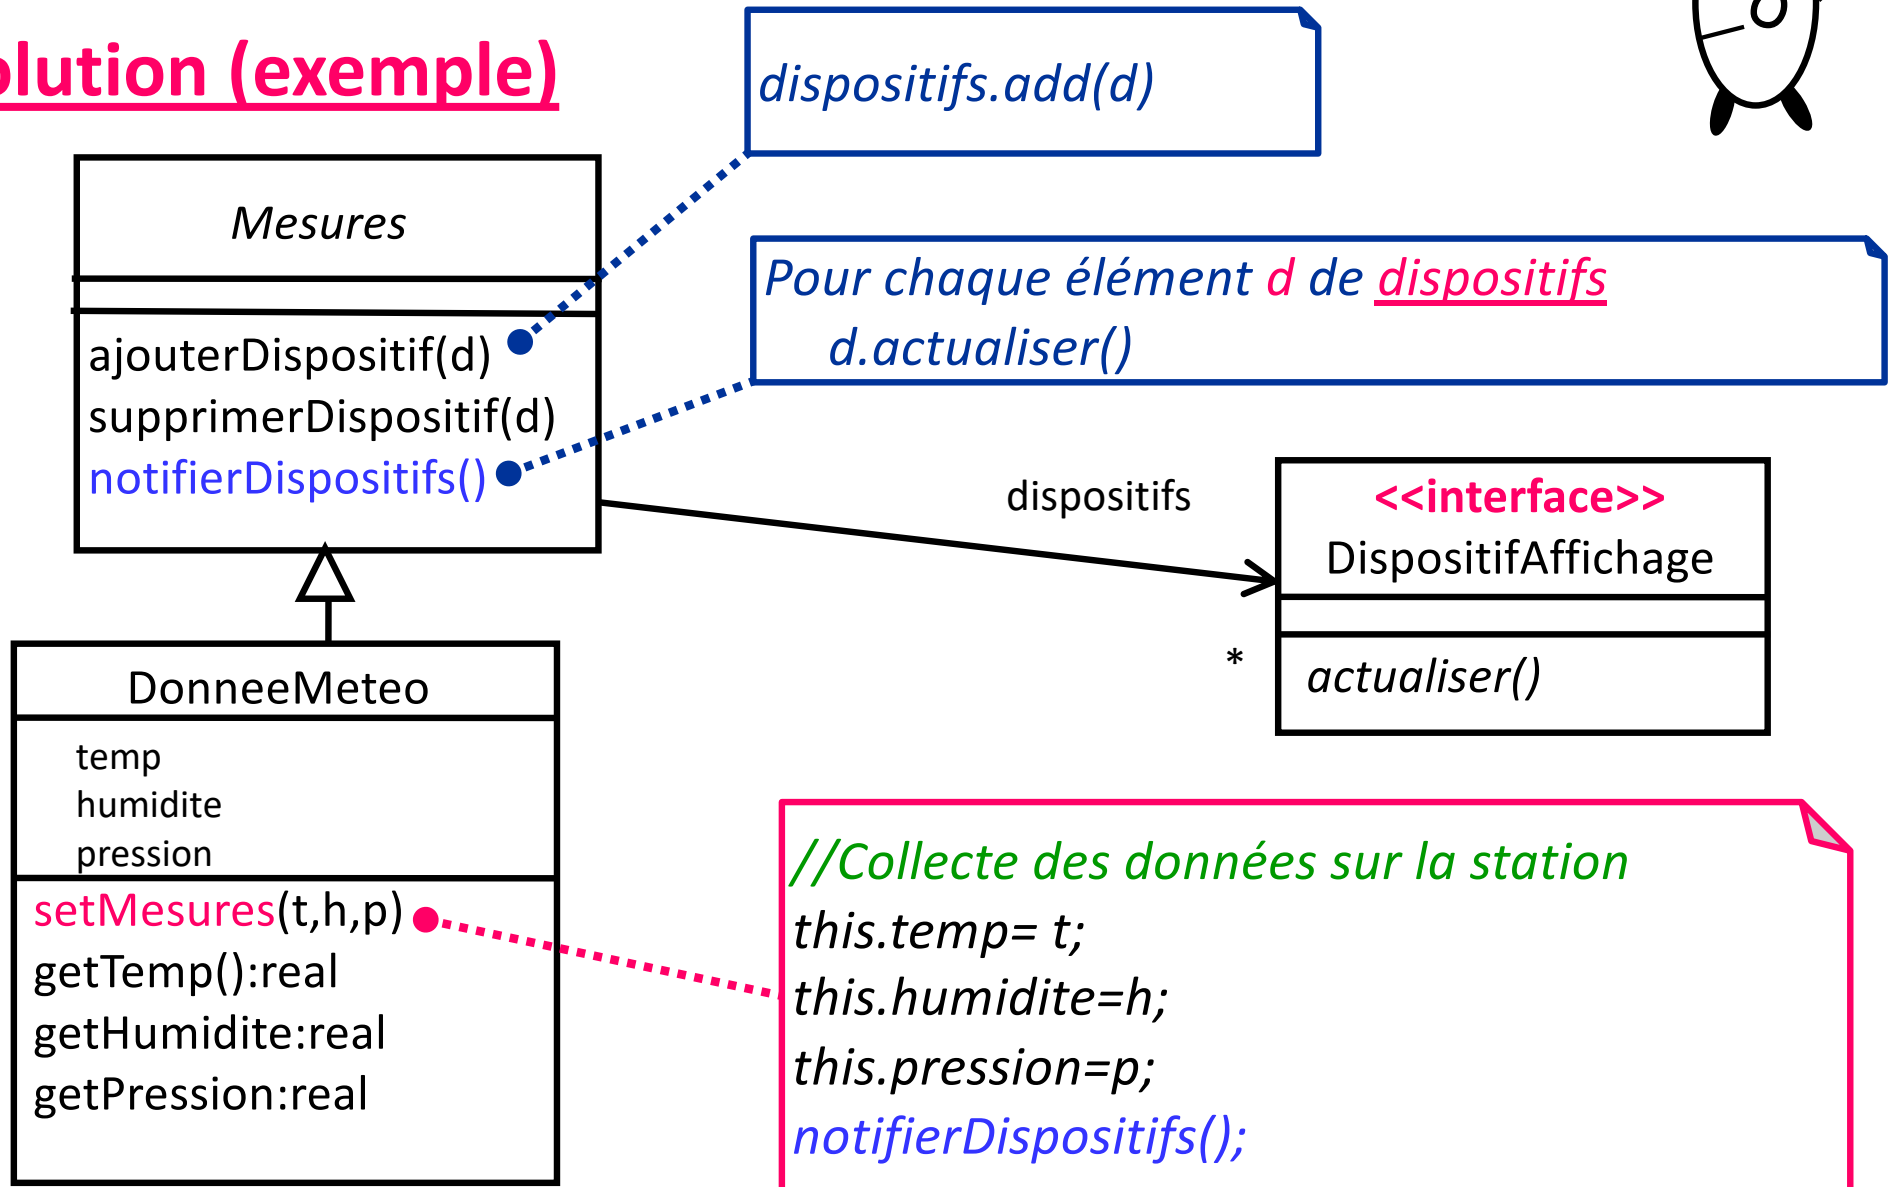 olution (exemple)
dispositifs.add(d)
Mesures
ajouterDispositif(d)
supprimerDispositif(d)
notifierDispositifs()
Pour chaque élément d de dispositifs
d.actualiser()
dispositifs
*
<<interface>>
DispositifAffichage
actualiser()
DonneeMeteo
temp
humidite
pression
setMesures(t,h,p)
getTemp():real
getHumidite:real
getPression:real
//Collecte des données sur la station
this.temp= t;
this.humidite=h;
this.pression=p;
notifierDispositifs();